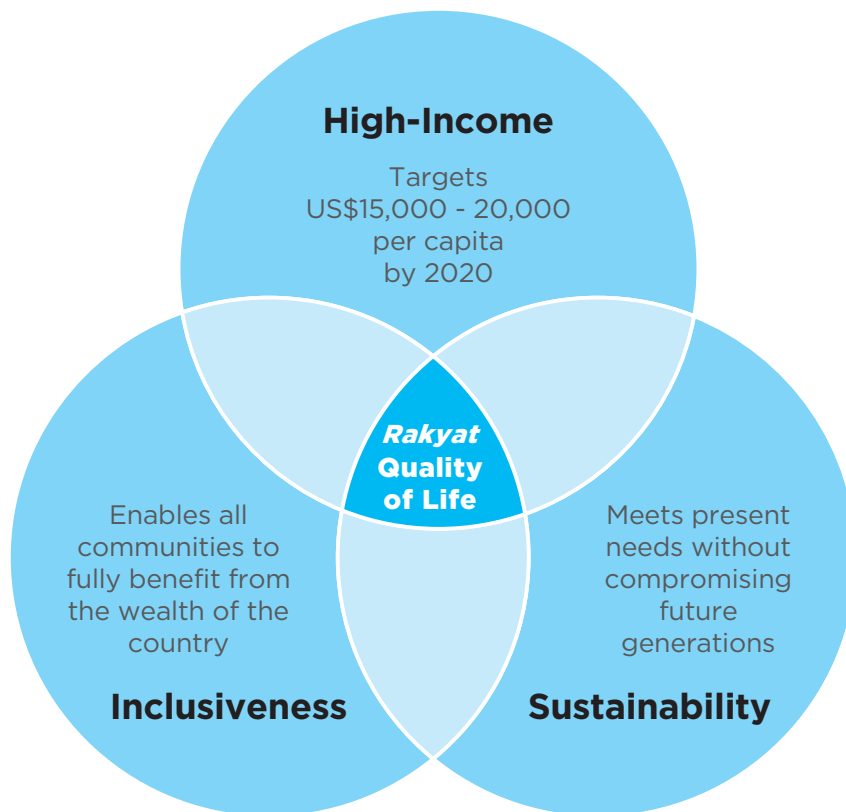 High-Income
Targets
US$15,000 - 20,000
per capita
by 2020
Rakyat
Quality
of Life
Enables all
communities to
fully benefit from
the wealth of the
country
Inclusiveness
Meets present
needs without
compromising
future
generations
Sustainability